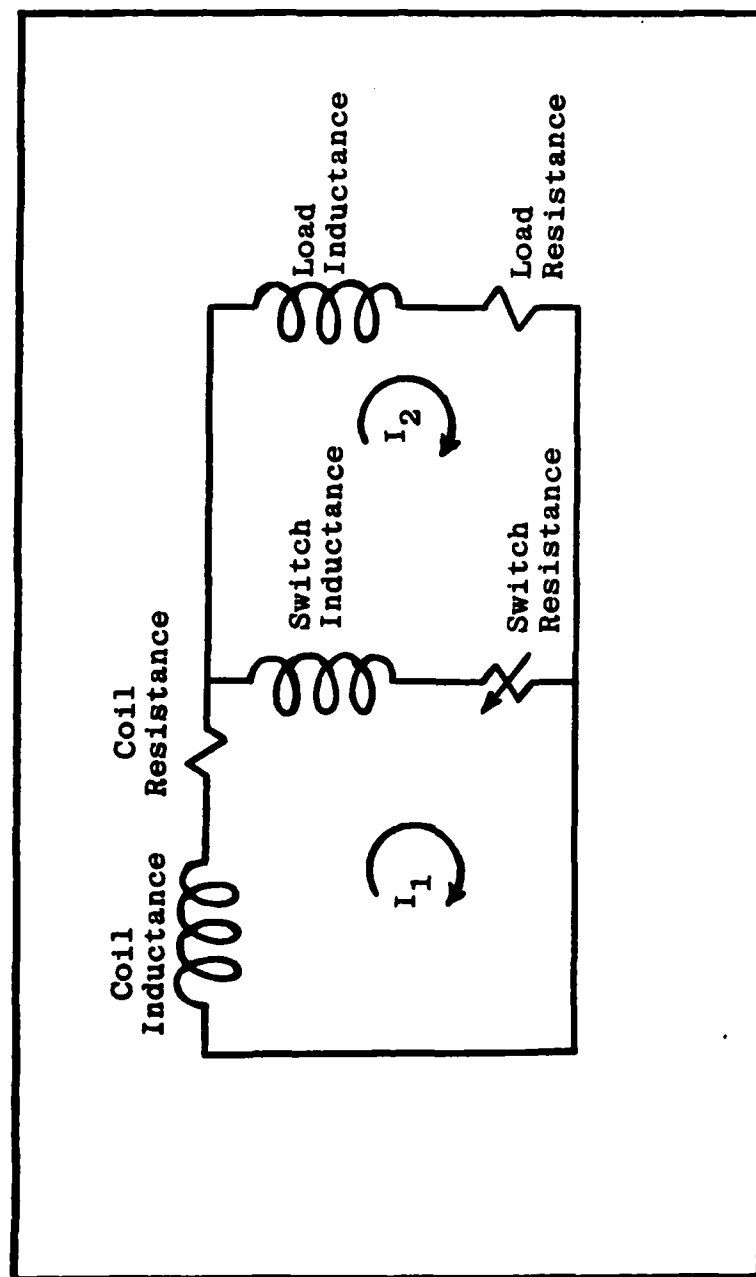 Coil
Inductance
Coil
Resistance
Switch
Inductance
Load
Inductance
I1
I2
Switch
Resistance
Load
Resistance